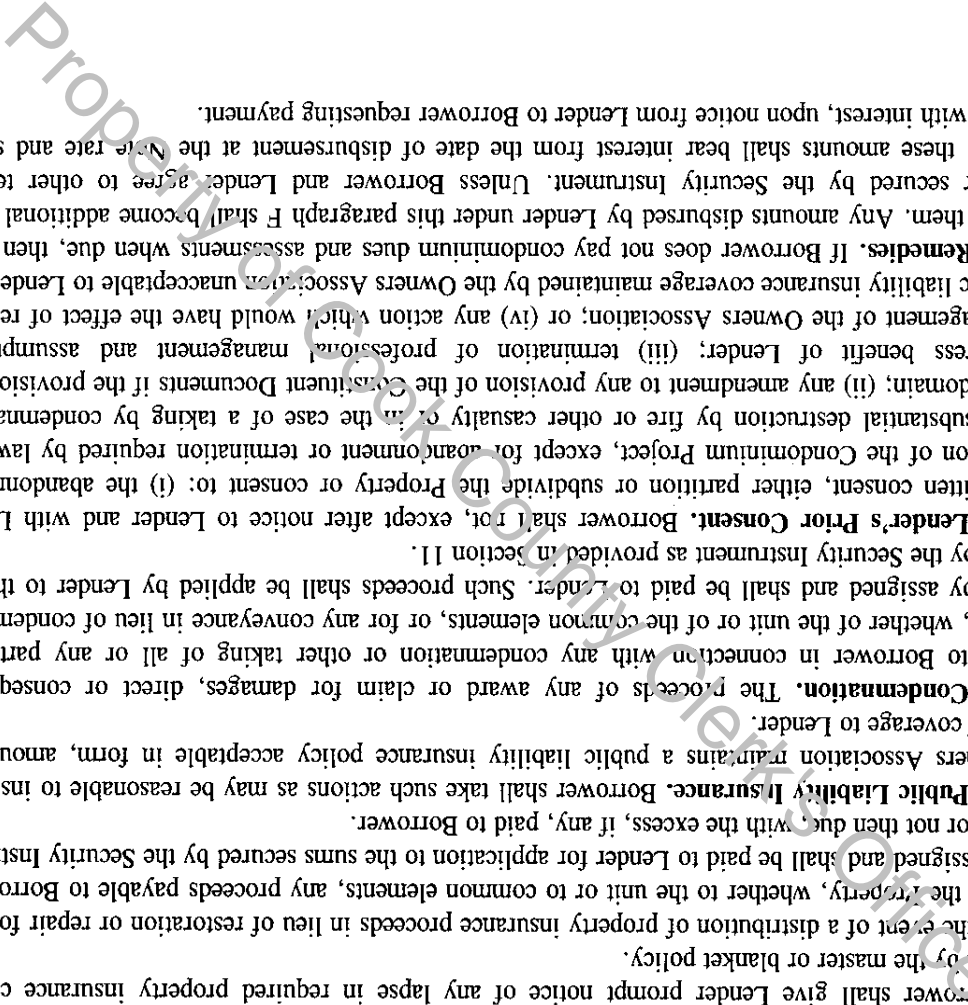 rower shall give Lender prompt notice of any lapse in required property insurance c
by the master or blanket policy.
he event of a distribution of property insurance proceeds in lieu of restoration or repair fo
the Property, whether to the unit or to common elements, any proceeds payable to Borro
assigned and shall be paid to Lender for application to the sums secured by the Security Inst
or not then due, with the excess, if any, paid to Borrower.
Public Liability Insurance. Borrower shall take such actions as may be reasonable to ins
ers Association maintains a public liability insurance policy acceptable in form, amou
coverage to Lender.
Condemnation. The proceeds of any award or claim for damages, direct or conseq
to Borrower in connection with any condemnation or other taking of all or any part
, whether of the unit or of the common elements, or for any conveyance in lieu of condem
by assigned and shall be paid to Lender. Such proceeds shall be applied by Lender to th
by the Security Instrument as provided in Section 11.
Lender's Prior Consent. Borrower shall not, except after notice to Lender and with L
itten consent, either partition or subdivide the Property or consent to: (i) the abandonm
on of the Condominium Project, except for abandonment or termination required by law
substantial destruction by fire or other casualty or in the case of a taking by condemna
domain; (ii) any amendment to any provision of the Constituent Documents if the provisio
ress benefit of Lender; (iii) termination of professional management and assump
agement of the Owners Association; or (iv) any action which would have the effect of re
c liability insurance coverage maintained by the Owners Association unacceptable to Lende
Remedies. If Borrower does not pay condominium dues and assessments when due, then
them. Any amounts disbursed by Lender under this paragraph F shall become additional
r secured by the Security Instrument. Unless Borrower and Lender agree to other te
these amounts shall bear interest from the date of disbursement at the Note rate and s
with interest, upon notice from Lender to Borrower requesting payment.
Property of Cook County Clerk's Office